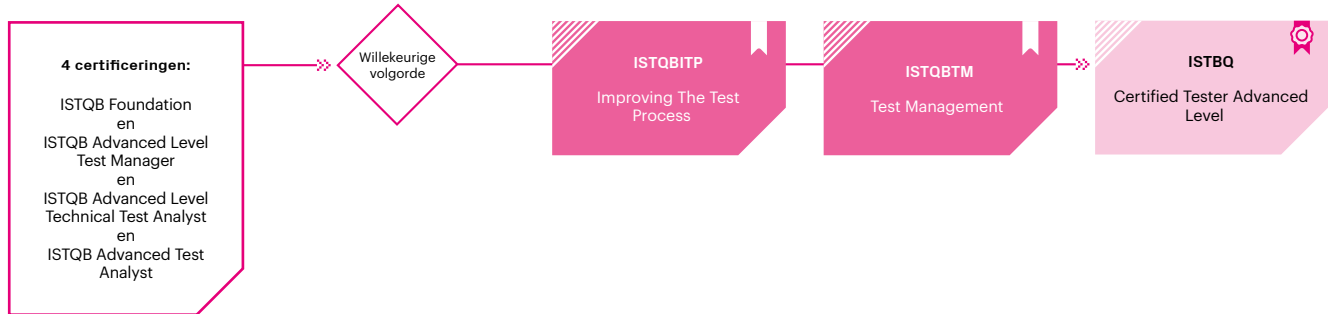 4 certificeringen:
ISTQB Foundation
en
ISTQB Advanced Level
Test Manager
en
ISTQB Advanced Level
Technical Test Analyst
en
ISTQB Advanced Test
Analyst
Willekeurige
volgorde
ISTQBITP
Improving The Test
Process
ISTQBTM
Test Management
ISTBQ
Certified Tester Advanced
Level